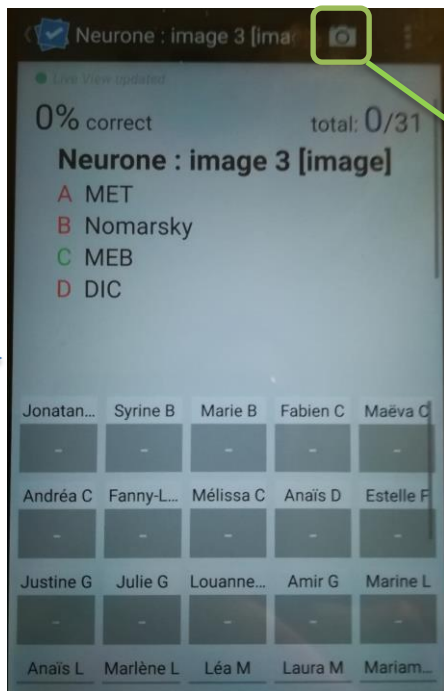 Neurone : image 3 [ima
Live View updated
0% correct total: 0/31
Neurone : image 3 [image]
A MET
B Nomarsky
C MEB
D DIC
Jonatan... Syrine B Marie B Fabien C Maëva C
- - - - -
Andréa C Fanny-L... Mélissa C Anaïs D Estelle F
- - - - -
Justine G Julie G Louanne... Amir G Marine L
- - - - -
Anaïs L Marlène L Léa M Laura M Mariam...